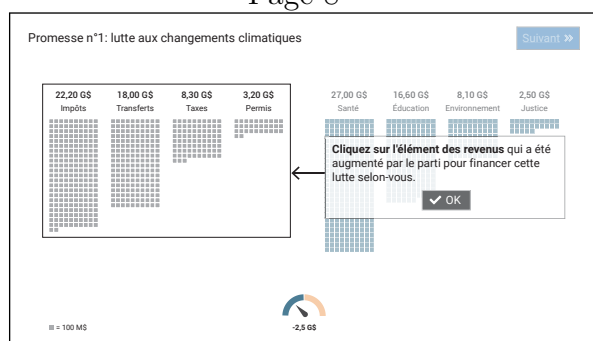 Page 8
Promesse n°1: lutte aux changements climatiques
Suivant »
22,20 G$ 18,00 G$ 8,30 G$ 3,20 G$ 27,00 G$ 16,60 G$ 8,10 G$ 2,50 G$
Impôts Transferts Taxes Permis Santé Éducation Environnement Justice
Cliquez sur l'élément des revenus qui a été
augmenté par le parti pour financer cette
lutte selon-vous.
✔ OK
= 100 M$
-2,5 G$